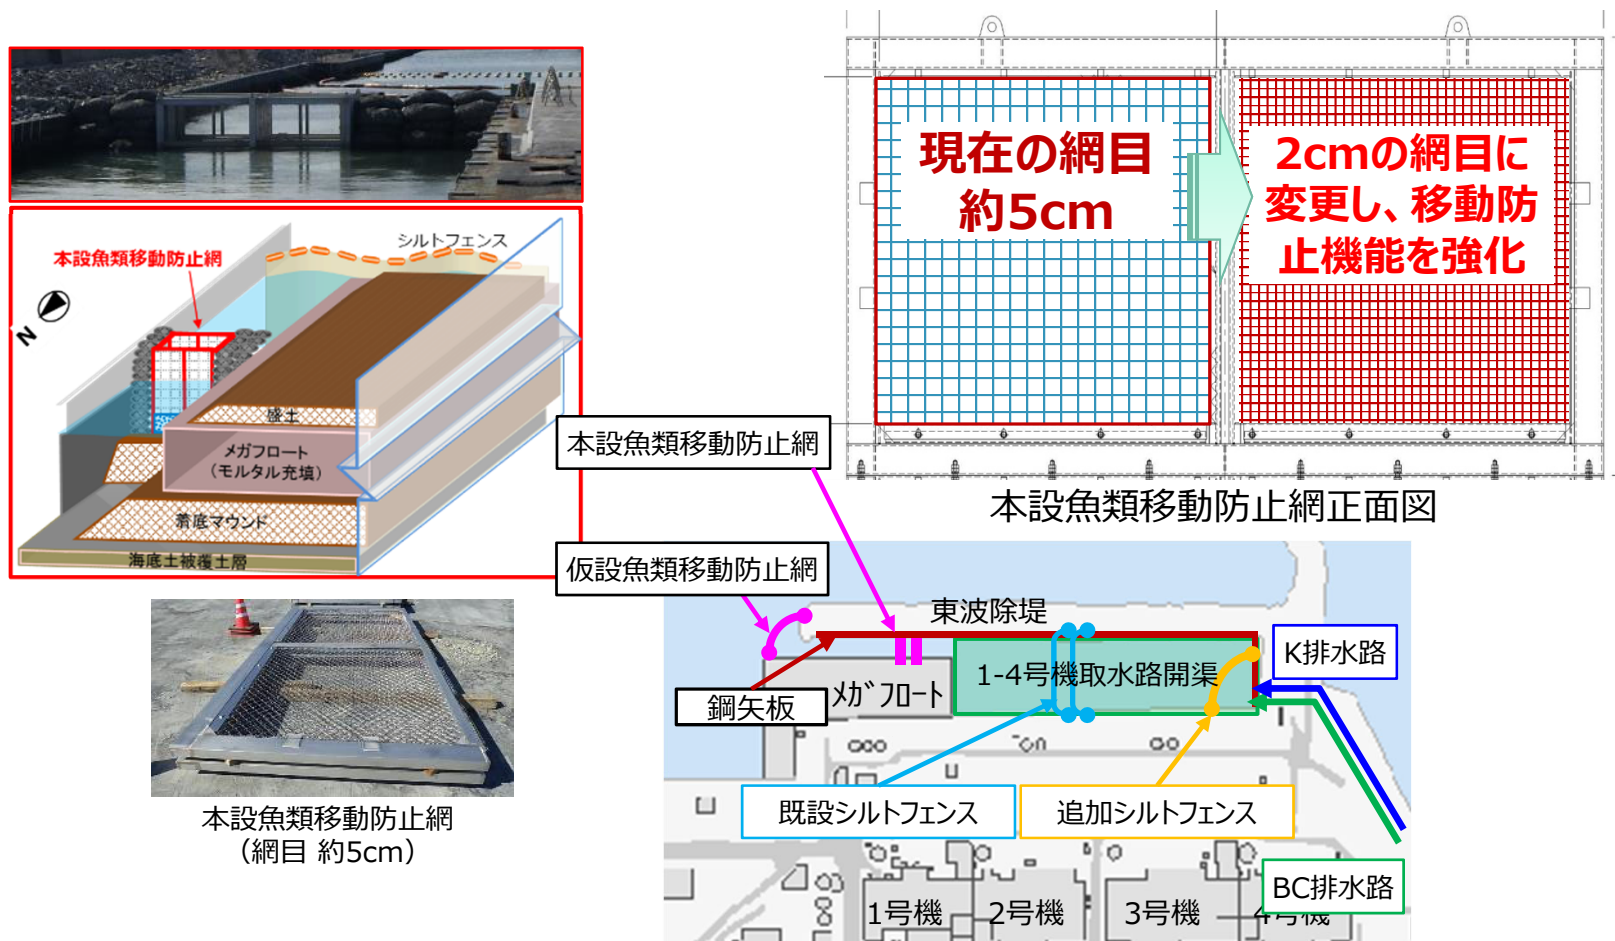 現在の網目
約5cm
2cmの網目に
変更し、移動防
止機能を強化
本設魚類移動防止網正面図
シルトフェンス
本設魚類移動防止網
N
盛土
メガフロート
(モルタル充填)
着底マウンド
海底土被覆土層
本設魚類移動防止網
(網目 約5cm)
本設魚類移動防止網
仮設魚類移動防止網
東波除堤
K排水路
1-4号機取水路開渠
メガフロート
鋼矢板
既設シルトフェンス
追加シルトフェンス
BC排水路
1号機
2号機
3号機
4号機